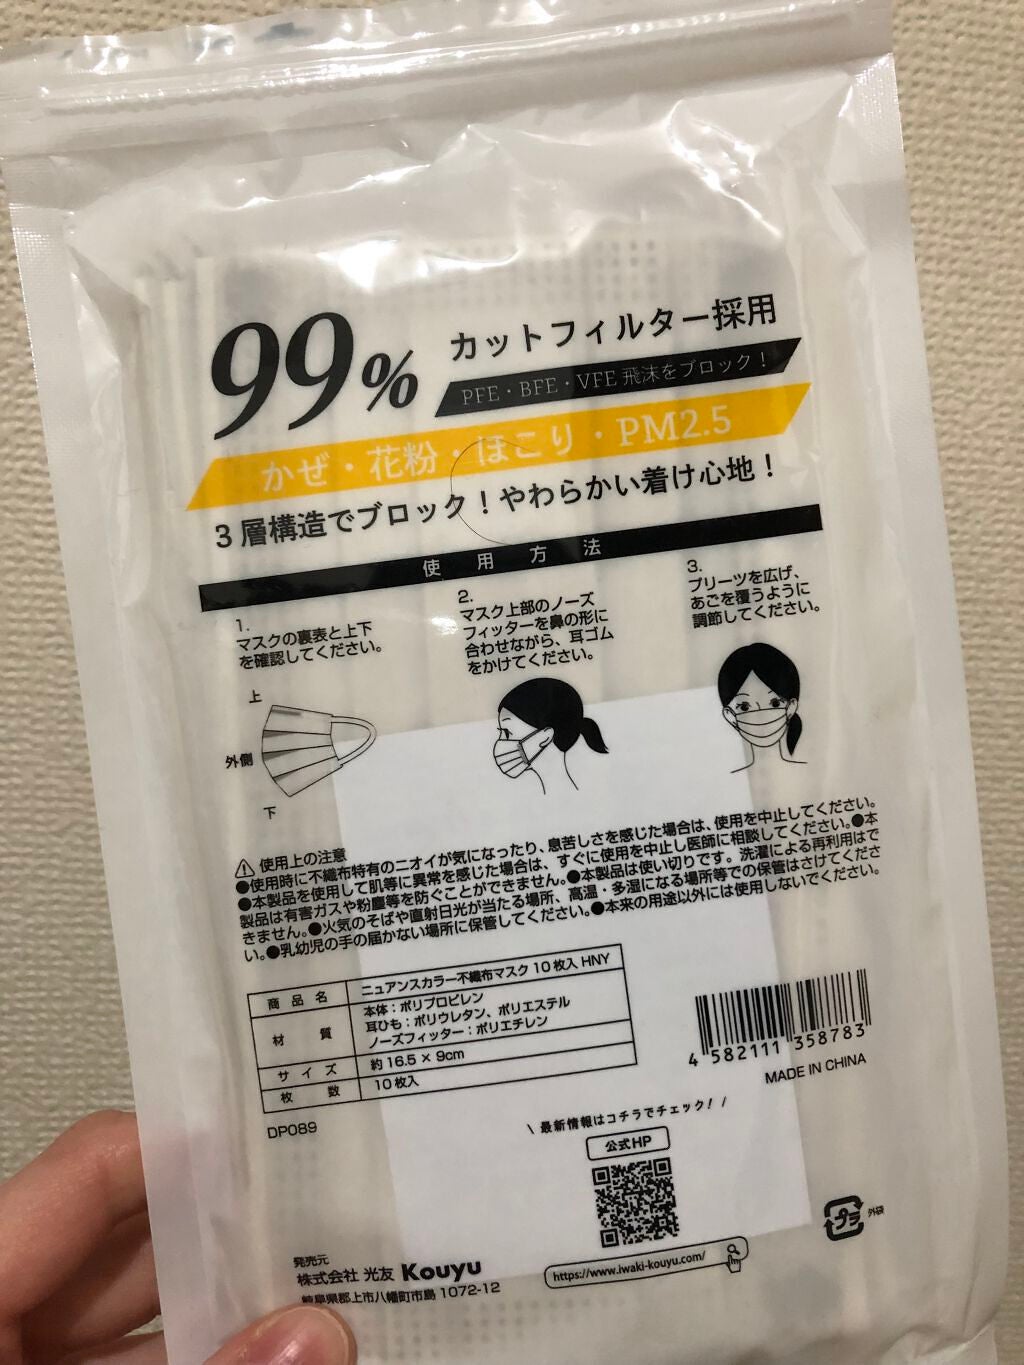 99%
カットフィルター採用
PFE・BFE・VFE 飛沫をブロック！
かぜ・花粉・ほこり・PM2.5
3層構造でブロック！やわらかい着け心地！
使用方法
1.
マスクの裏表と上下
を確認してください。
上
外側
下
2.
マスク上部のノーズ
フィッターを鼻の形に
合わせながら、耳ゴム
をかけてください。
3.
プリーツを広げ、
あごを覆うように
調節してください。
使用上の注意
●使用時に不織布特有のニオイが気になったり、息苦しさを感じた場合は、使用を中止してください。
●本製品を使用して肌等に異常を感じた場合は、すぐに使用を中止し医師に相談してください。●本
製品は有害ガスや粉塵等を防ぐことができません。●本製品は使い切りです。洗濯による再利用はで
きません。●火気のそばや直射日光が当たる場所、高温・多湿になる場所等での保管はさけてくださ
い。●乳幼児の手の届かない場所に保管してください。●本来の用途以外には使用しないでください。
商品名 ニュアンスカラー不織布マスク 10枚入 HNY
材質 本体：ポリプロピレン
耳ひも：ポリウレタン、ポリエステル
ノーズフィッター：ポリエチレン
サイズ 約 16.5 × 9cm
枚数 10枚入
DP089
4 582111 358783
MADE IN CHINA
\ 最新情報はコチラでチェック！ /
公式HP
https://www.iwaki-kouyu.com/
プラ 外袋
発売元
株式会社 光友 Kouyu
岐阜県郡上市八幡町市島 1072-12